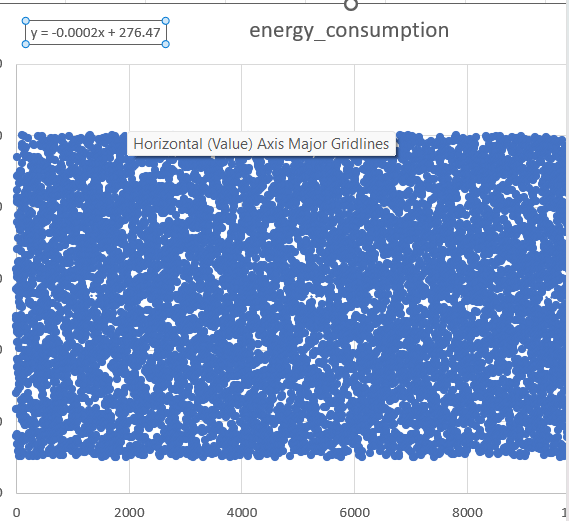 y = -0.0002x + 276.47
energy_consumption
Horizontal (Value) Axis Major Gridlines
0 2000 4000 6000 8000